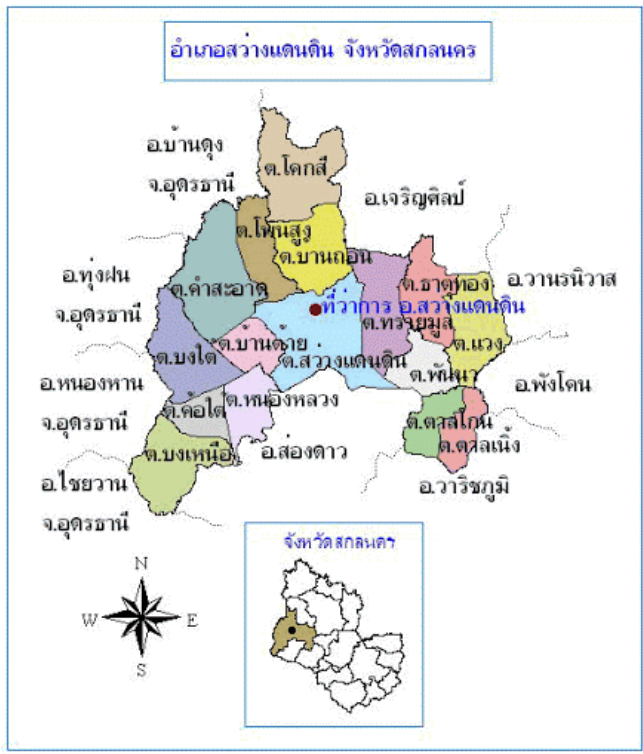 อำเภอสว่างแดนดิน จังหวัดสกลนคร
อ.บ้านดุง
จ.อุดรธานี
ต.โคกสี
อ.เจริญศิลป์
ต.โพนสูง
ต.บานถอน
อ.ทุ่งฝน
จ.อุดรธานี
ต.คำสะอาด
ต.ธาตุทอง
อ.วานรนิวาส
ที่ว่าการ อ.สว่างแดนดิน
ต.ทรายมูล
ต.แวง
ต.บงใต้
ต.บ้านต้าย
ต.สว่างแดนดิน
ต.พันนา
อ.พังโคน
อ.หนองหาน
จ.อุดรธานี
ต.ค้อใต้
ต.หนองหลวง
ต.ตาลโกน
ต.ตาลเนิ้ง
ต.บงเหนือ
อ.ส่องดาว
อ.ไชยวาน
จ.อุดรธานี
อ.วาริชภูมิ
จังหวัดสกลนคร
N
W
E
S